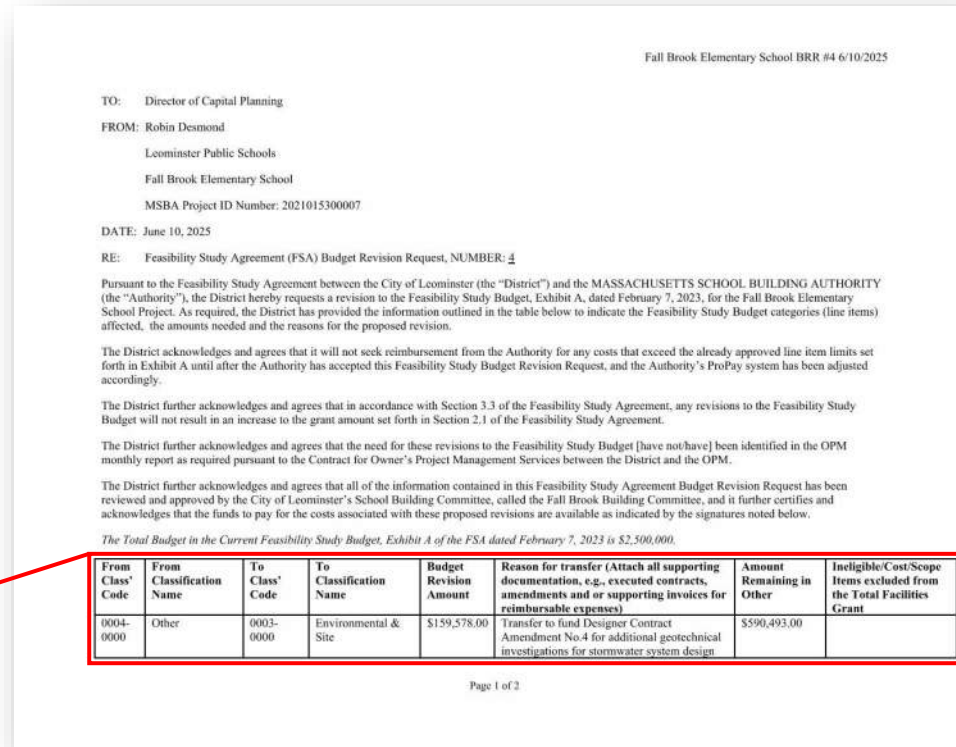 Fall Brook Elementary School BRR #4 6/10/2025
TO: Director of Capital Planning
FROM: Robin Desmond
Leominster Public Schools
Fall Brook Elementary School
MSBA Project ID Number: 2021015300007
DATE: June 10, 2025
RE: Feasibility Study Agreement (FSA) Budget Revision Request, NUMBER: 4
Pursuant to the Feasibility Study Agreement between the City of Leominster (the “District”) and the MASSACHUSETTS SCHOOL BUILDING AUTHORITY
(the “Authority”), the District hereby requests a revision to the Feasibility Study Budget, Exhibit A, dated February 7, 2023, for the Fall Brook Elementary
School Project. As required, the District has provided the information outlined in the table below to indicate the Feasibility Study Budget categories (line items)
affected, the amounts needed and the reasons for the proposed revision.
The District acknowledges and agrees that it will not seek reimbursement from the Authority for any costs that exceed the already approved line item limits set
forth in Exhibit A until after the Authority has accepted this Feasibility Study Budget Revision Request, and the Authority’s ProPay system has been adjusted
accordingly.
The District further acknowledges and agrees that in accordance with Section 3.3 of the Feasibility Study Agreement, any revisions to the Feasibility Study
Budget will not result in an increase to the grant amount set forth in Section 2.1 of the Feasibility Study Agreement.
The District further acknowledges and agrees that the need for these revisions to the Feasibility Study Budget [have not/have] been identified in the OPM
monthly report as required pursuant to the Contract for Owner’s Project Management Services between the District and the OPM.
The District further acknowledges and agrees that all of the information contained in this Feasibility Study Agreement Budget Revision Request has been
reviewed and approved by the City of Leominster’s School Building Committee, called the Fall Brook Building Committee, and it further certifies and
acknowledges that the funds to pay for the costs associated with these proposed revisions are available as indicated by the signatures noted below.
The Total Budget in the Current Feasibility Study Budget, Exhibit A of the FSA dated February 7, 2023 is $2,500,000.
From Class’ Code
From Classification Name
To Class’ Code
To Classification Name
Budget Revision Amount
Reason for transfer (Attach all supporting documentation, e.g., executed contracts, amendments and or supporting invoices for reimbursable expenses)
Amount Remaining in Other
Ineligible/Cost/Scope Items excluded from the Total Facilities Grant
0004-0000
Other
0003-0000
Environmental & Site
$159,578.00
Transfer to fund Designer Contract Amendment No.4 for additional geotechnical investigations for stormwater system design
$590,493.00
Page 1 of 2